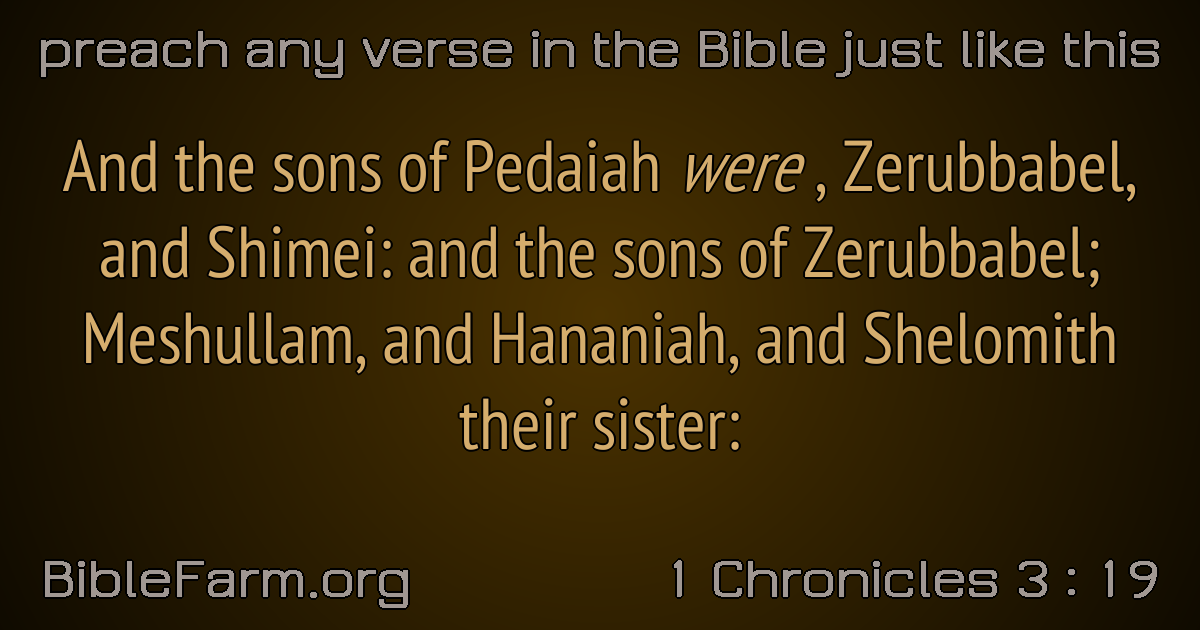 preach any verse in the Bible just like this
And the sons of Pedaiah were , Zerubbabel,
and Shimei: and the sons of Zerubbabel;
Meshullam, and Hananiah, and Shelomith
their sister:
BibleFarm.org
1 Chronicles 3 : 19